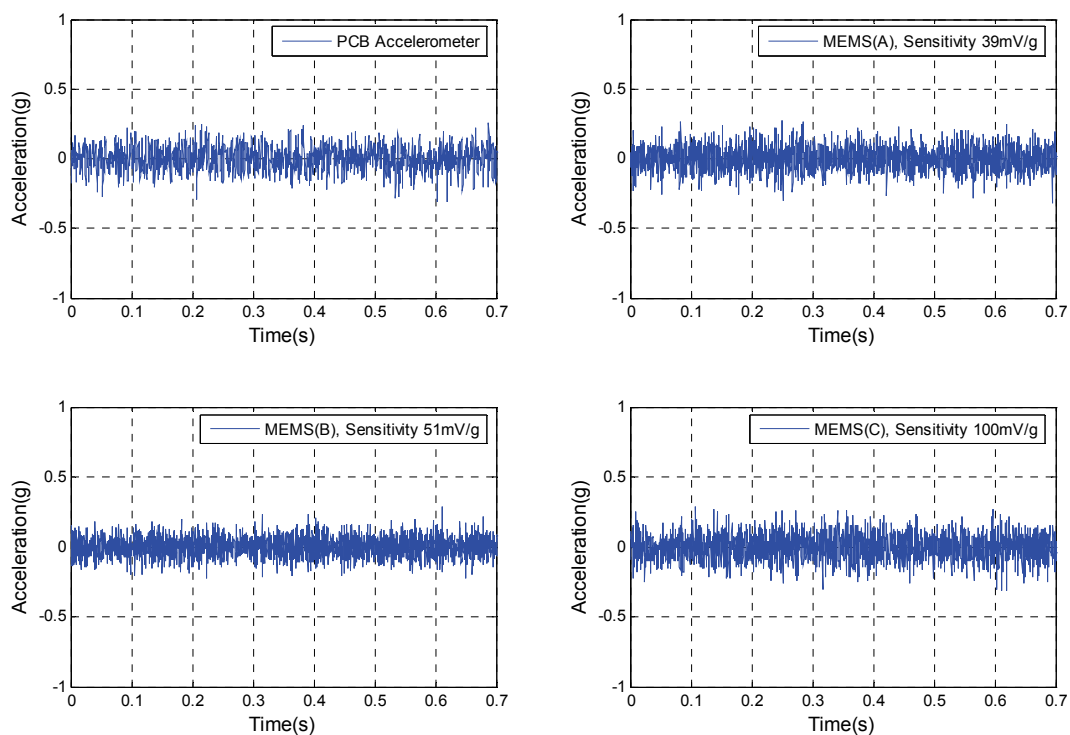 PCB Accelerometer
1
0.5
0
-0.5
-1
Acceleration(g)
0 0.1 0.2 0.3 0.4 0.5 0.6 0.7
Time(s)
MEMS(A), Sensitivity 39mV/g
1
0.5
0
-0.5
-1
Acceleration(g)
0 0.1 0.2 0.3 0.4 0.5 0.6 0.7
Time(s)
MEMS(B), Sensitivity 51mV/g
1
0.5
0
-0.5
-1
Acceleration(g)
0 0.1 0.2 0.3 0.4 0.5 0.6 0.7
Time(s)
MEMS(C), Sensitivity 100mV/g
1
0.5
0
-0.5
-1
Acceleration(g)
0 0.1 0.2 0.3 0.4 0.5 0.6 0.7
Time(s)